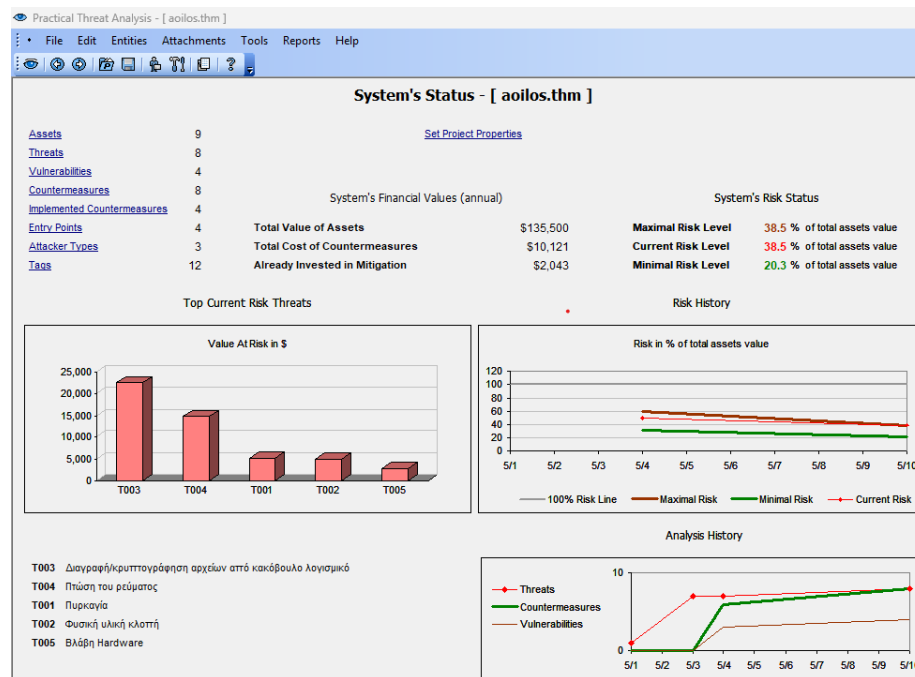 Practical Threat Analysis - [ aoilos.thm ]
File Edit Entities Attachments Tools Reports Help
System's Status - [ aoilos.thm ]
Assets 9 Set Project Properties
Threats 8
Vulnerabilities 4
Countermeasures 8
System's Financial Values (annual) System's Risk Status
Implemented Countermeasures 4
Entry Points 4 Total Value of Assets $135,500 Maximal Risk Level 38.5 % of total assets value
Attacker Types 3 Total Cost of Countermeasures $10,121 Current Risk Level 38.5 % of total assets value
Tags 12 Already Invested in Mitigation $2,043 Minimal Risk Level 20.3 % of total assets value
Top Current Risk Threats Risk History
Value At Risk in $
25,000
20,000
15,000
10,000
5,000
0
T003 T004 T001 T002 T005
Risk in % of total assets value
120
100
80
60
40
20
0
5/1 5/2 5/3 5/4 5/5 5/6 5/7 5/8 5/9 5/10
100% Risk Line Maximal Risk Minimal Risk Current Risk
T003 Διαγραφή/κρυπτογράφηση αρχείων από κακόβουλο λογισμικό
T004 Πτώση του ρεύματος
T001 Πυρκαγία
T002 Φυσική υλική κλοπή
T005 Βλάβη Hardware
Analysis History
Threats
Countermeasures
Vulnerabilities
10
0
5/1 5/2 5/3 5/4 5/5 5/6 5/7 5/8 5/9